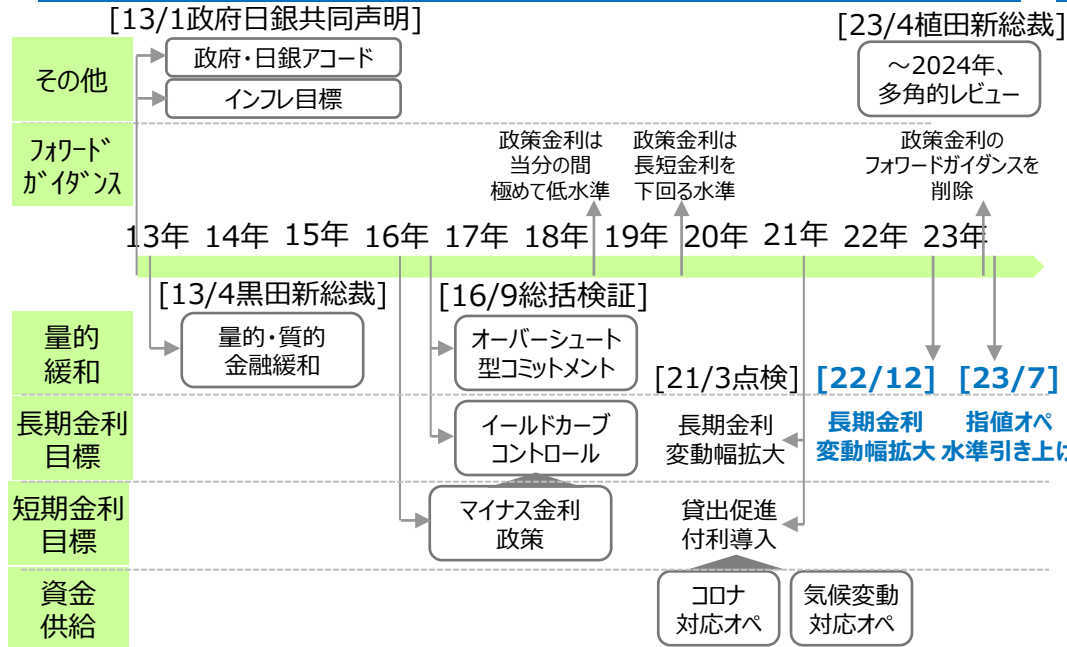 [13/1政府日銀共同声明]
[23/4植田新総裁]
その他
政府・日銀アコード
インフレ目標
～2024年、
多角的レビュー
ﾌｫﾜｰﾄﾞ
ｶﾞｲﾀﾞﾝｽ
政策金利は
当分の間
極めて低水準
政策金利は
長短金利を
下回る水準
政策金利の
フォワードガイダンスを
削除
13年 14年 15年 16年 17年 18年 19年 20年 21年 22年 23年
[13/4黒田新総裁]
[16/9総括検証]
量的
緩和
量的・質的
金融緩和
オーバーシュート
型コミットメント
[21/3点検]
[22/12]
[23/7]
長期金利
目標
イールドカーブ
コントロール
長期金利
変動幅拡大
長期金利
変動幅拡大
指値オペ
水準引き上げ
短期金利
目標
マイナス金利
政策
貸出促進
付利導入
資金
供給
コロナ
対応オペ
気候変動
対応オペ